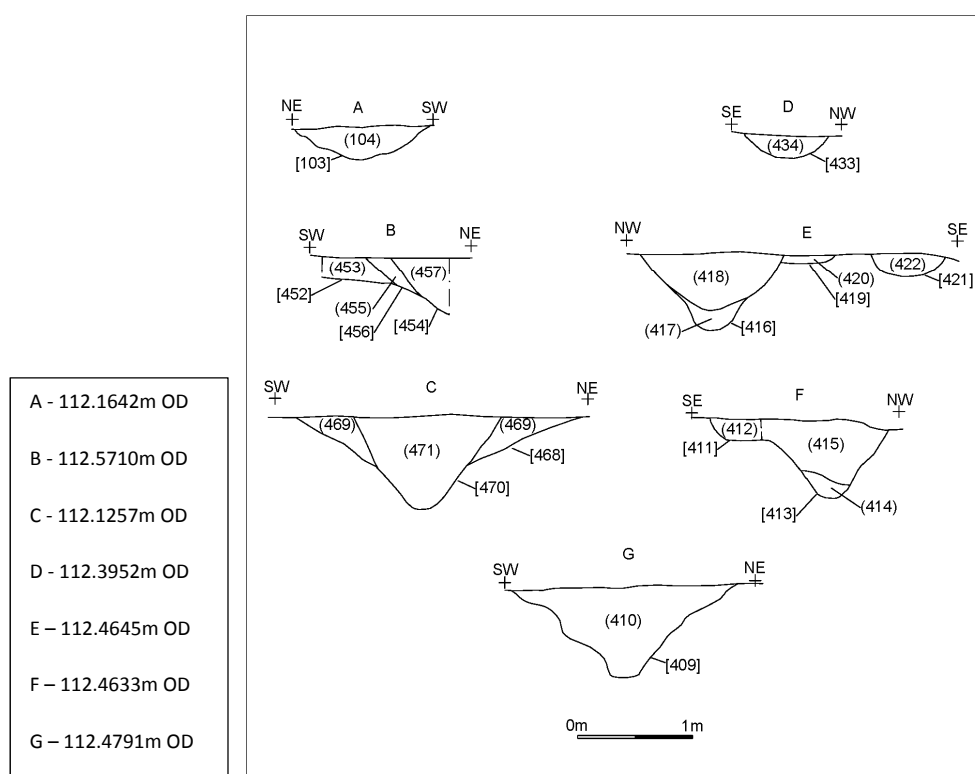 A - 112.1642m OD
B - 112.5710m OD
C - 112.1257m OD
D - 112.3952m OD
E – 112.4645m OD
F – 112.4633m OD
G – 112.4791m OD
NE A SW
(104)
[103]
D
SE NW
(434)
[433]
SW B NE
(453) (457)
[452]
(455)
[456] [454]
NW E SE
(418) (420) (422)
[419] [421]
(417) [416]
SW C NE
(469) (469)
(471) [468]
[470]
SE F NW
(412) (415)
[411]
[413] (414)
G
SW NE
(410)
[409]
0m 1m